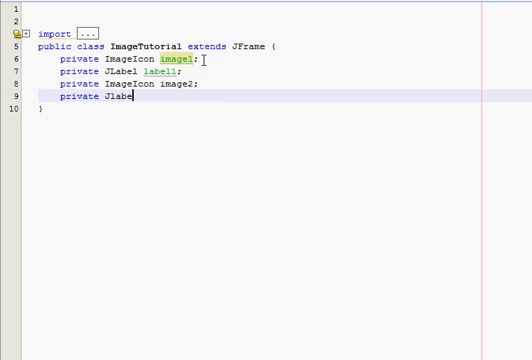 1
2
import ...
5 public class ImageTutorial extends JFrame {
6 private ImageIcon image1;
7 private JLabel label1;
8 private ImageIcon image2;
9 private Jlabe
10 }